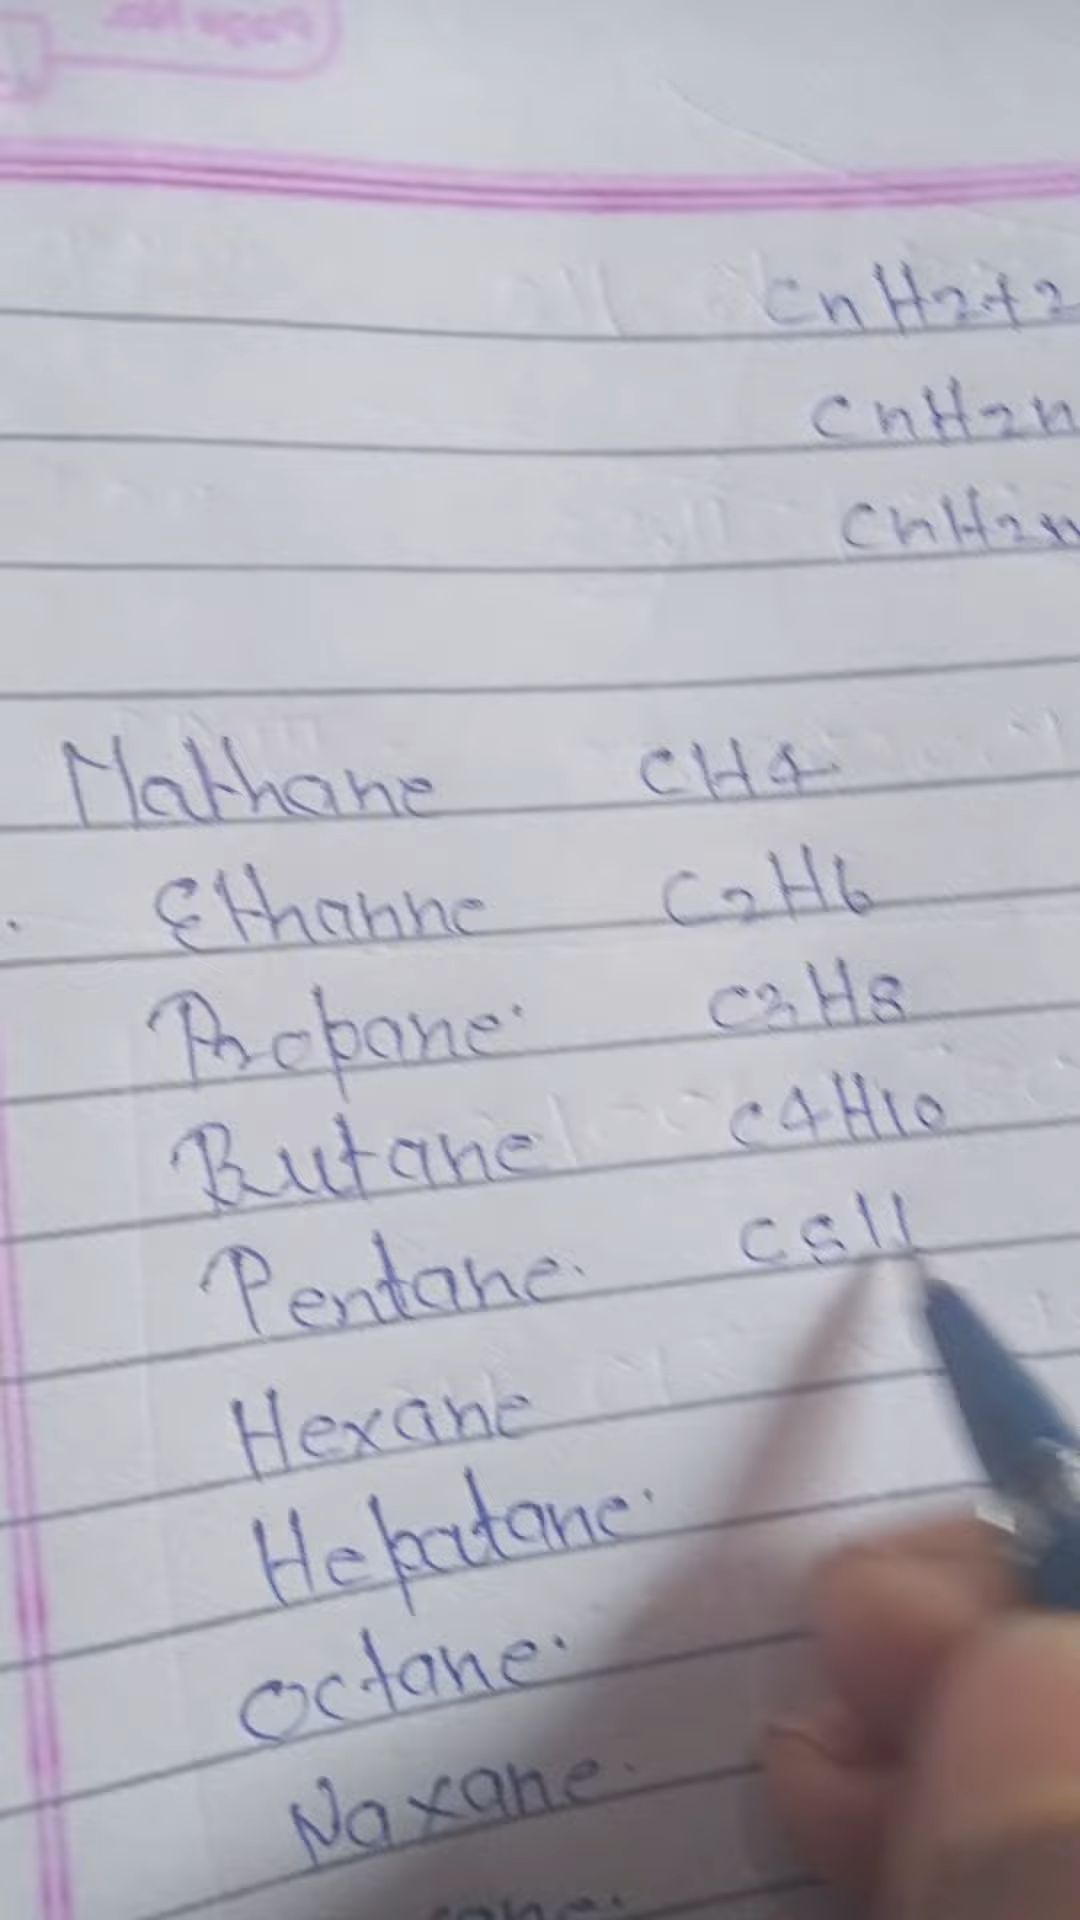 CnH2+2
CnH2n
CnH2n
Mathane CH4
Ethanne C2H6
Propane. C3H8
Butane C4H10
Pentane. C5H
Hexane
Hepatane.
Octane.
Naxane.